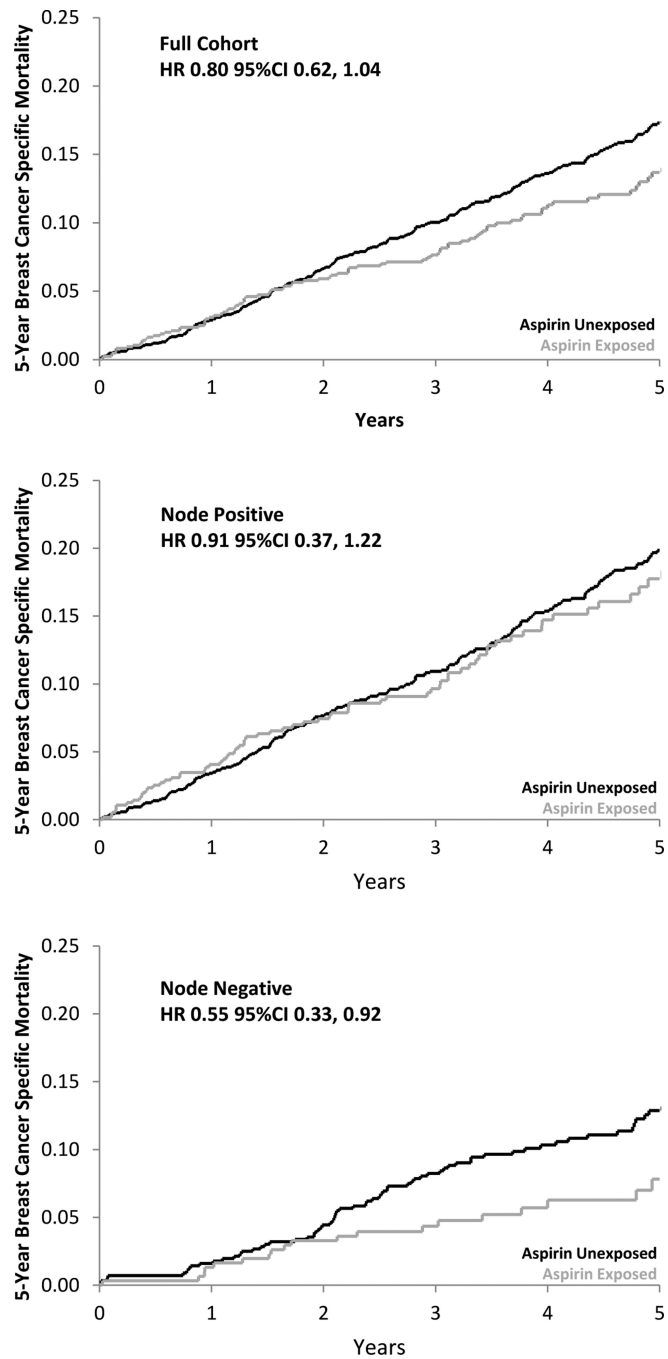 5-Year Breast Cancer Specific Mortality
0.25
0.20
0.15
0.10
0.05
0.00
Full Cohort
HR 0.80 95%CI 0.62, 1.04
Aspirin Unexposed
Aspirin Exposed
0 1 2 3 4 5
Years
5-Year Breast Cancer Specific Mortality
0.25
0.20
0.15
0.10
0.05
0.00
Node Positive
HR 0.91 95%CI 0.37, 1.22
Aspirin Unexposed
Aspirin Exposed
0 1 2 3 4 5
Years
5-Year Breast Cancer Specific Mortality
0.25
0.20
0.15
0.10
0.05
0.00
Node Negative
HR 0.55 95%CI 0.33, 0.92
Aspirin Unexposed
Aspirin Exposed
0 1 2 3 4 5
Years